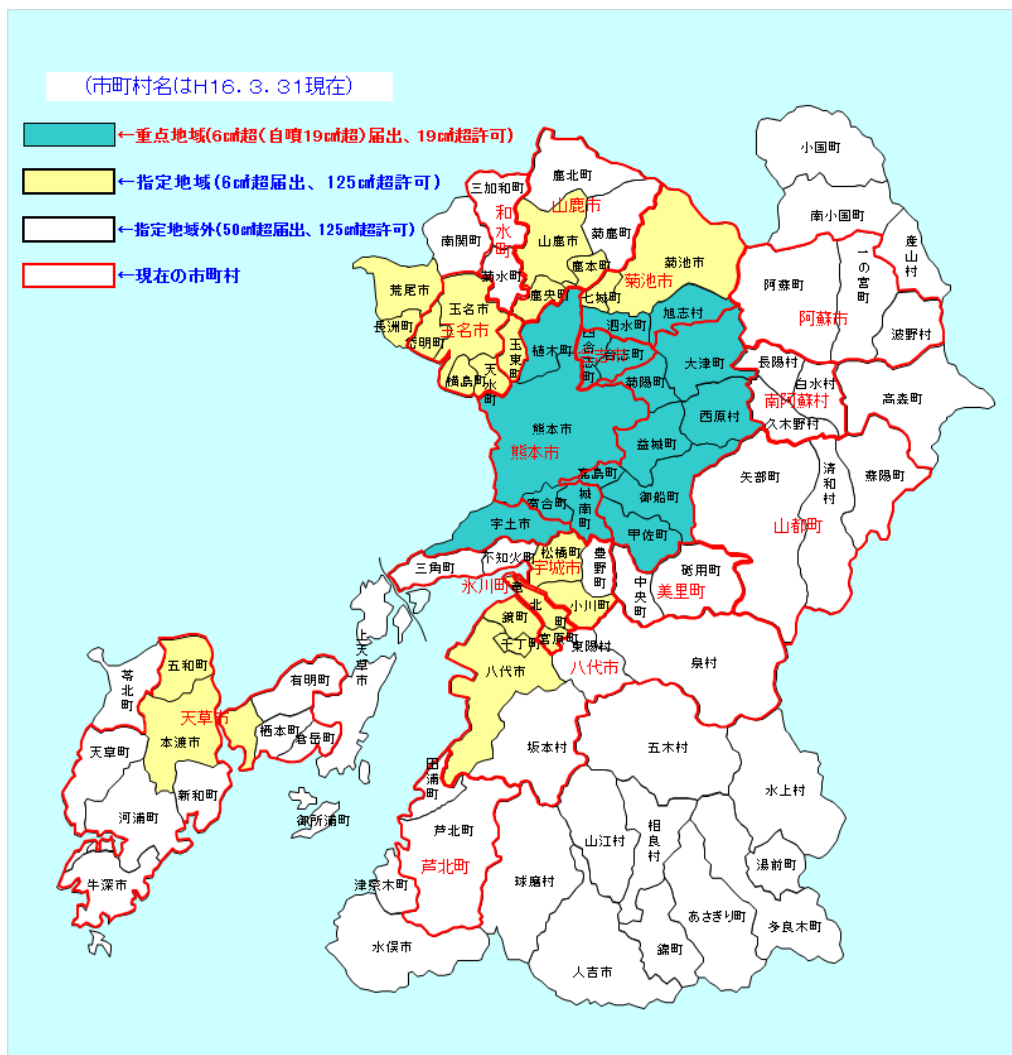 (市町村名はH16.3.31現在)
←重点地域(6c㎡超(自噴19c㎡超)届出、19c㎡超許可)
←指定地域(6c㎡超届出、125c㎡超許可)
←指定地域外(50c㎡超届出、125c㎡超許可)
←現在の市町村
小国町
南小国町
産山村
鹿北町
三加和町
山鹿市
和水町
南関町
山鹿市
菊鹿町
菊水町
鹿本町
菊池市
菊池市
阿蘇町
一の宮町
阿蘇市
波野村
荒尾市
長洲町
岱明町
玉名市
玉名市
玉東町
横島町
天水町
鹿央町
七城町
泗水町
旭志村
植木町
西合志町
合志町
菊陽町
大津町
長陽村
白水村
南阿蘇村
久木野村
高森町
熊本市
熊本市
益城町
西原村
嘉島町
御船町
矢部町
清和村
蘇陽町
山都町
富合町
城南町
甲佐町
宇土市
三角町
不知火町
松橋町
宇城市
豊野町
小川町
中央町
砥用町
美里町
氷川町
竜北町
鏡町
千丁町
宮原町
東陽村
八代市
八代市
泉村
上天草市
苓北町
五和町
有明町
天草市
本渡市
栖本町
倉岳町
天草町
新和町
河浦町
御所浦町
牛深市
田浦町
坂本村
五木村
水上村
芦北町
芦北町
津奈木町
水俣市
球磨村
山江村
相良村
湯前町
あさぎり町
多良木町
錦町
人吉市